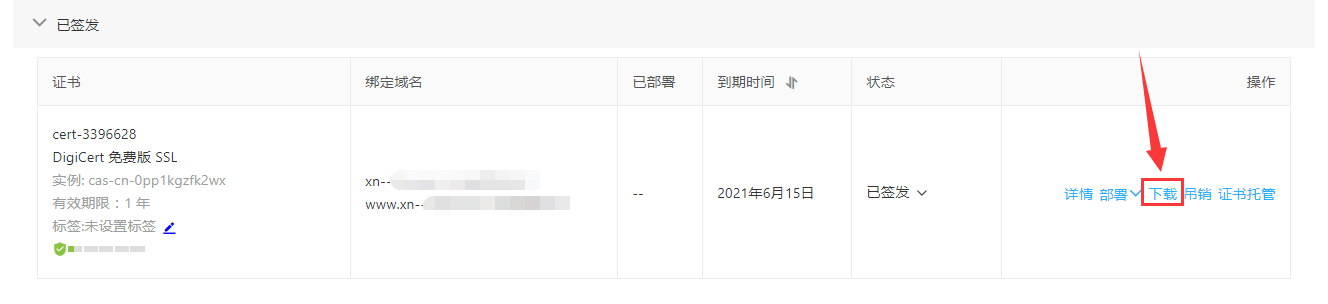 已签发
证书 绑定域名 已部署 到期时间 状态 操作
cert-3396628
DigiCert 免费版 SSL
实例: cas-cn-0pp1kgzfk2wx
有效期限：1 年
标签:未设置标签
xn--
www.xn--
--
2021年6月15日
已签发
详情 部署 下载 吊销 证书托管